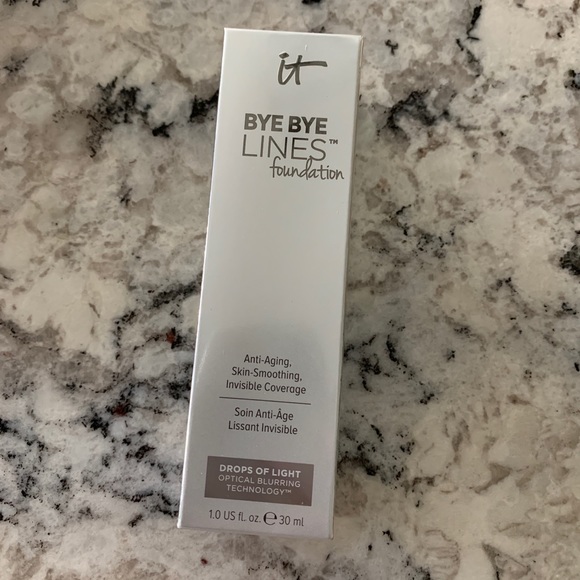 it
BYE BYE
LINES™
foundation
Anti-Aging,
Skin-Smoothing,
Invisible Coverage
Soin Anti-Âge
Lissant Invisible
DROPS OF LIGHT
OPTICAL BLURRING
TECHNOLOGY™
1.0 US fl. oz. ℮ 30 ml